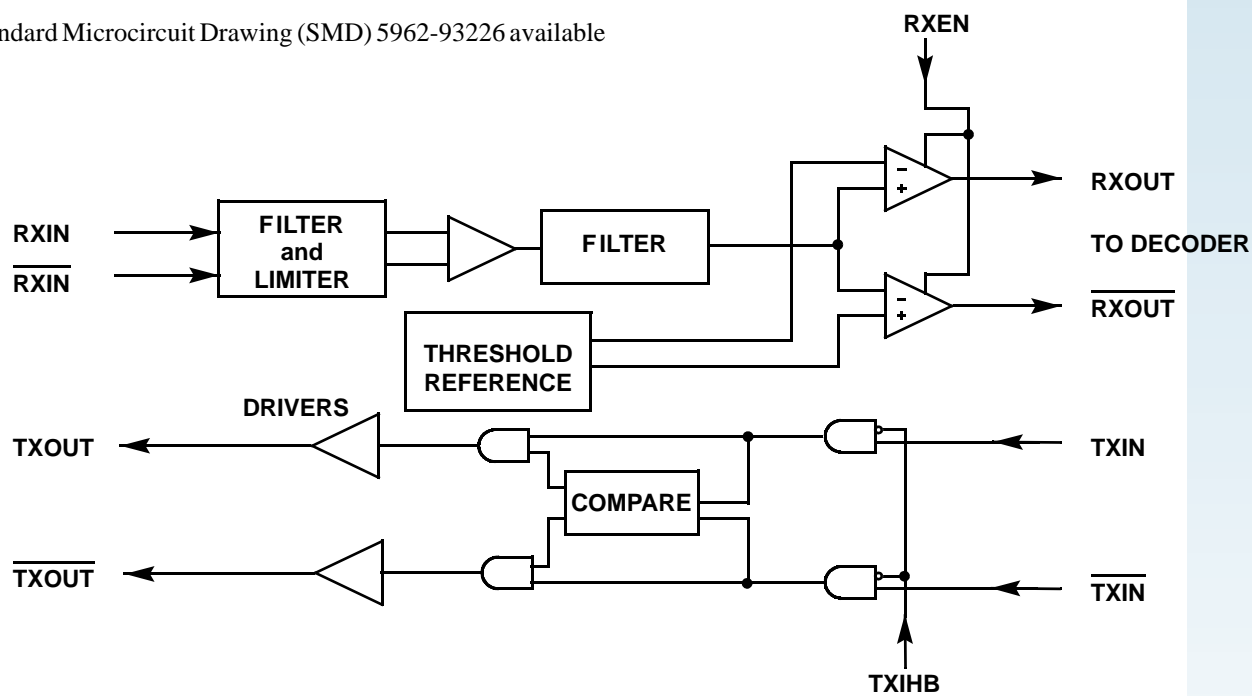 ndard Microcircuit Drawing (SMD) 5962-93226 available
RXEN
RXOUT
RXIN
FILTER
and
LIMITER
FILTER
TO DECODER
RXIN
RXOUT
THRESHOLD
REFERENCE
DRIVERS
TXOUT
TXIN
COMPARE
TXOUT
TXIN
TXIHB